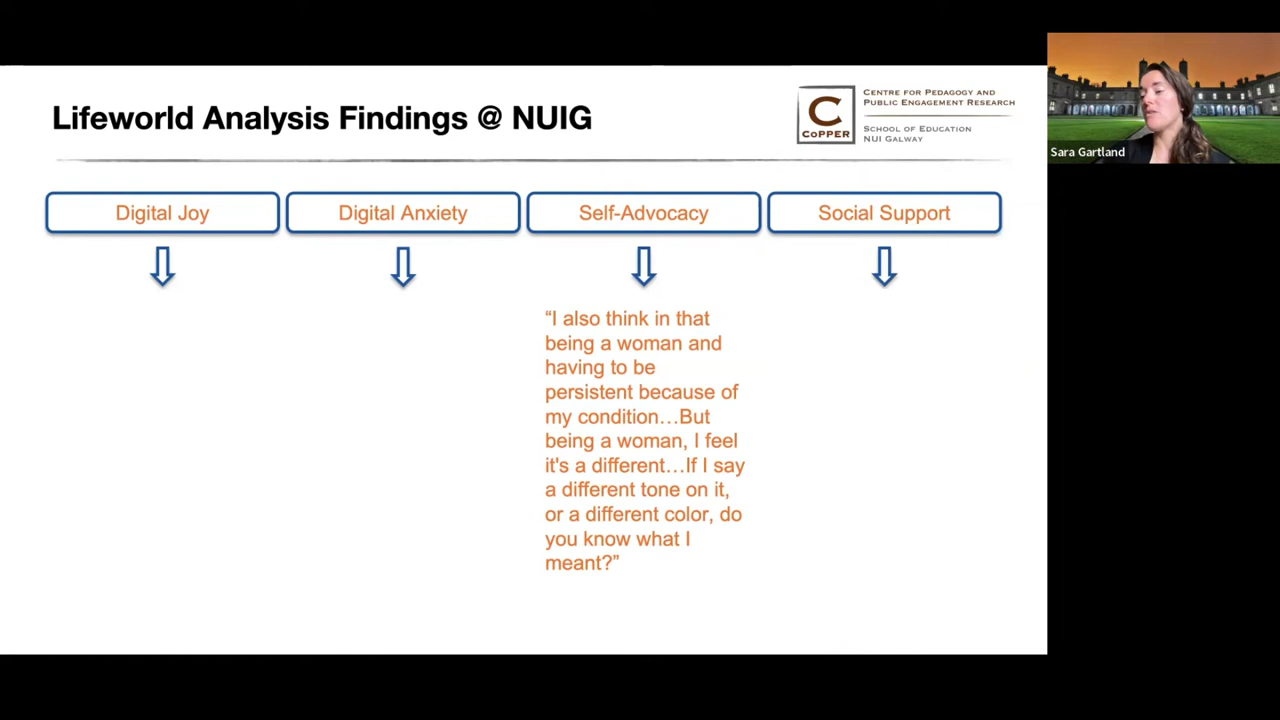 Lifeworld Analysis Findings @ NUIG
C
CoPPER
CENTRE FOR PEDAGOGY AND
PUBLIC ENGAGEMENT RESEARCH
SCHOOL OF EDUCATION
NUI GALWAY
Sara Gartland
Digital Joy
Digital Anxiety
Self-Advocacy
Social Support
“I also think in that
being a woman and
having to be
persistent because of
my condition…But
being a woman, I feel
it's a different…If I say
a different tone on it,
or a different color, do
you know what I
meant?”